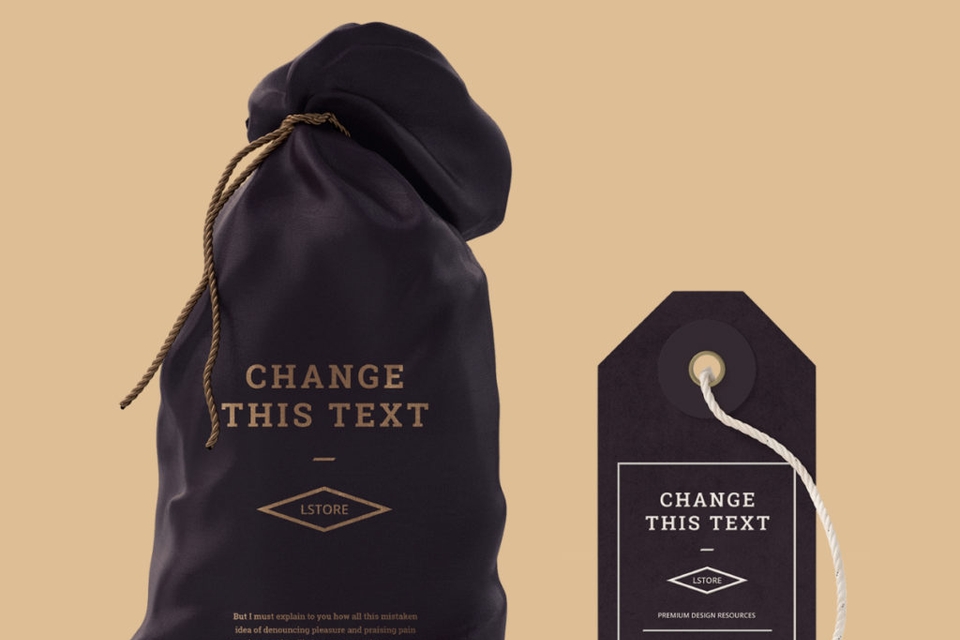 CHANGE
THIS TEXT
LSTORE
But I must explain to you how all this mistaken
idea of denouncing pleasure and praising pain
CHANGE
THIS TEXT
LSTORE
PREMIUM DESIGN RESOURCES